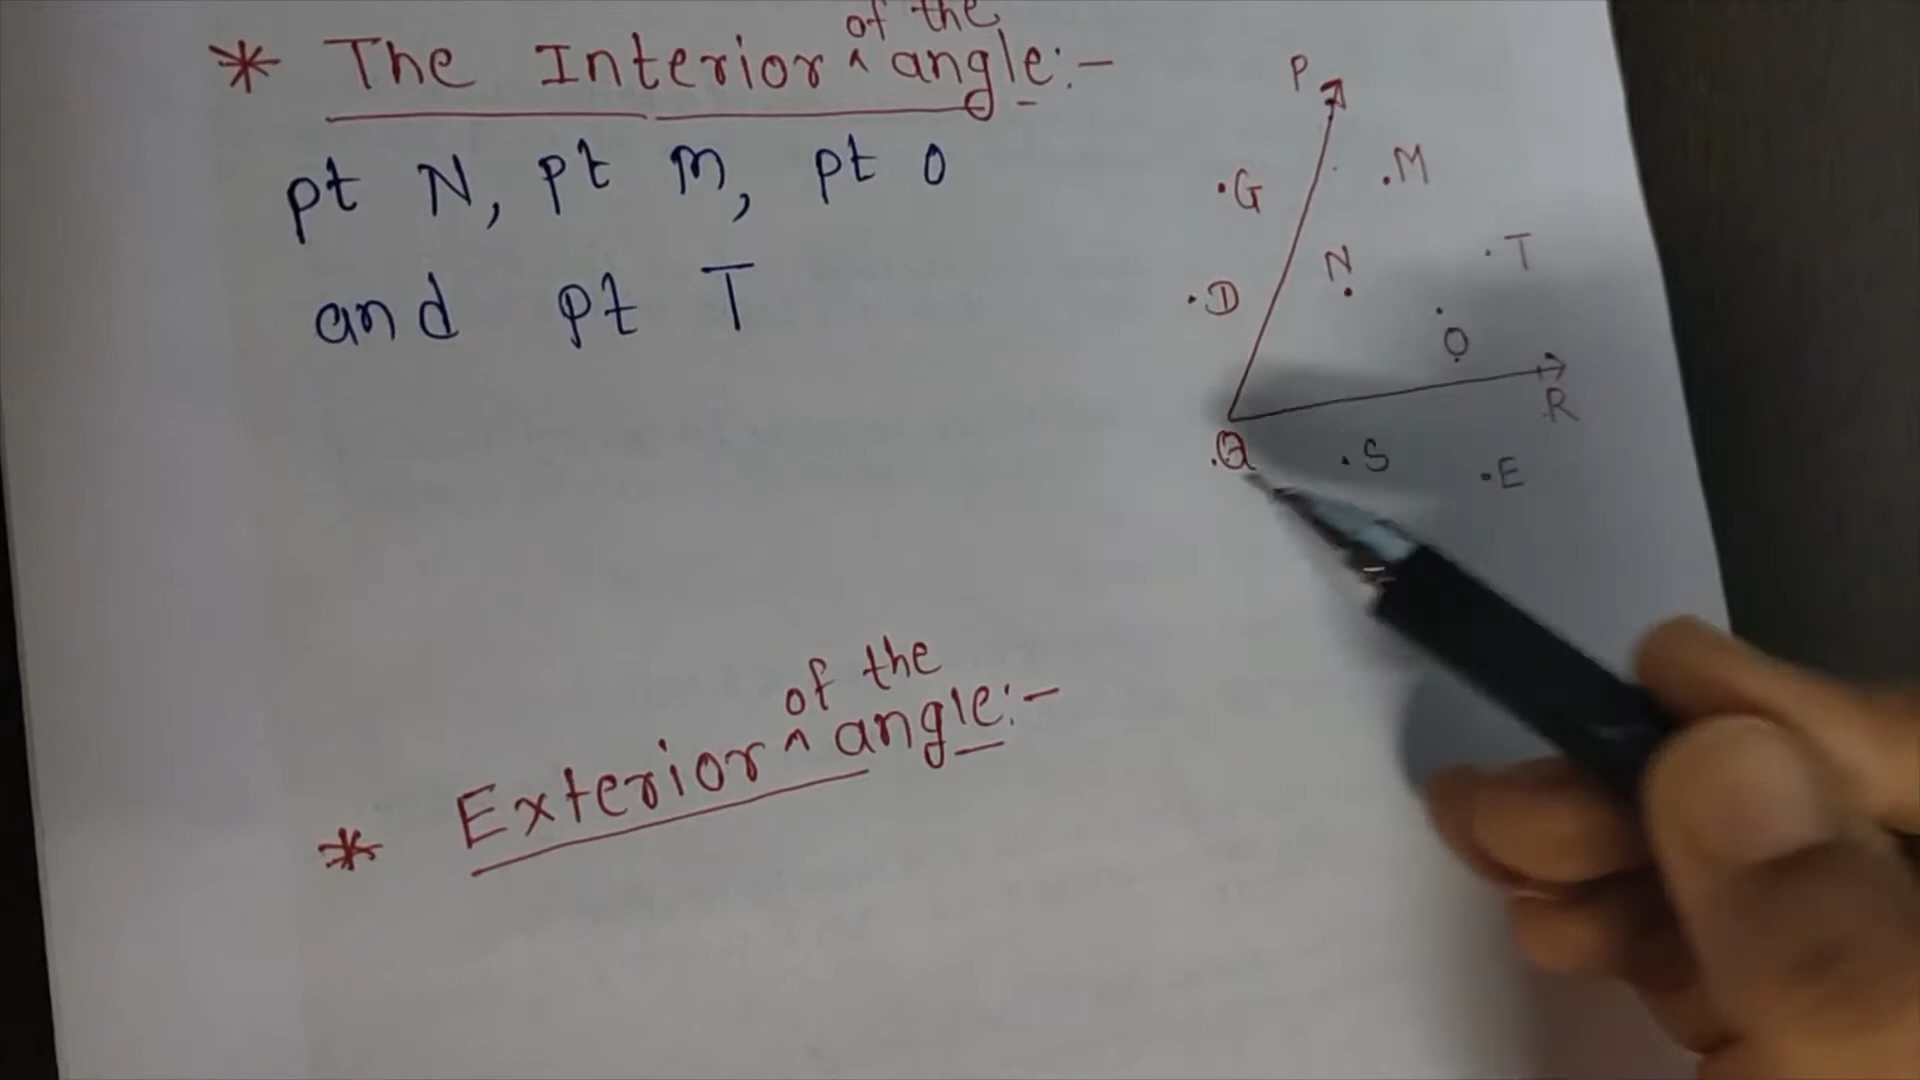 of the
* The Interior ^ angle:-
pt N, pt m, pt O
and pt T
P
.M
.G
.T
N
.D
O
R
.Q
.S
.E
of the
* Exterior ^ angle:-